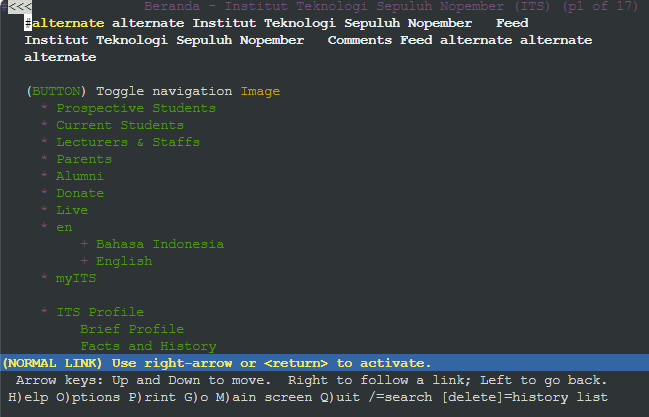 #<<< Beranda - Institut Teknologi Sepuluh Nopember (ITS) (p1 of 17)
#alternate alternate Institut Teknologi Sepuluh Nopember Feed
Institut Teknologi Sepuluh Nopember Comments Feed alternate alternate
alternate
(BUTTON) Toggle navigation Image
* Prospective Students
* Current Students
* Lecturers & Staffs
* Parents
* Alumni
* Donate
* Live
* en
+ Bahasa Indonesia
+ English
* myITS
* ITS Profile
Brief Profile
Facts and History
(NORMAL LINK) Use right-arrow or <return> to activate.
Arrow keys: Up and Down to move. Right to follow a link; Left to go back.
H)elp O)ptions P)rint G)o M)ain screen Q)uit /=search [delete]=history list